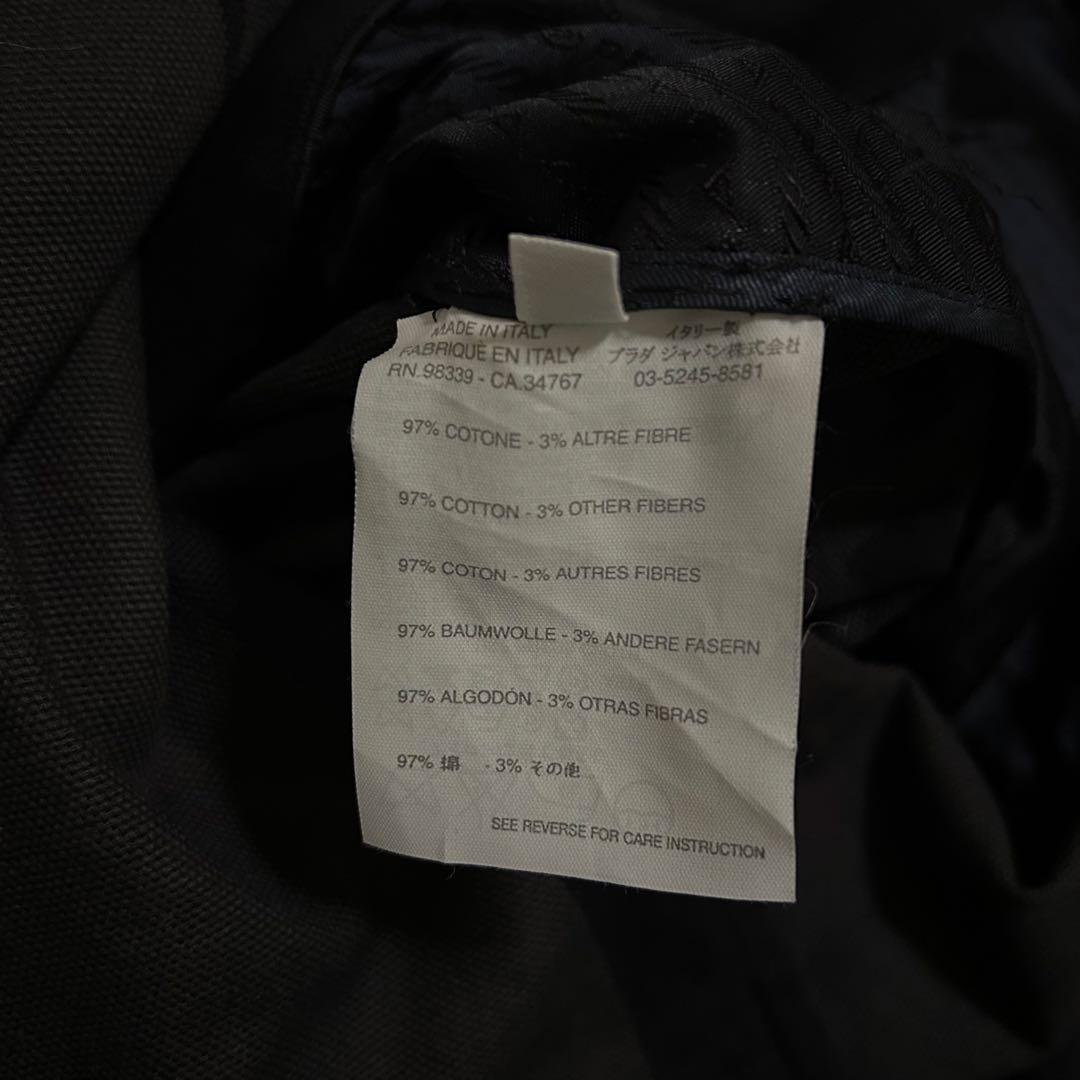 MADE IN ITALY
FABRIQUÉ EN ITALY
RN.98339 - CA.34767
イタリー製
プラダ ジャパン株式会社
03-5245-8581
97% COTONE - 3% ALTRE FIBRE
97% COTTON - 3% OTHER FIBERS
97% COTON - 3% AUTRES FIBRES
97% BAUMWOLLE - 3% ANDERE FASERN
97% ALGODÓN - 3% OTRAS FIBRAS
97% 綿 - 3% その他
SEE REVERSE FOR CARE INSTRUCTION